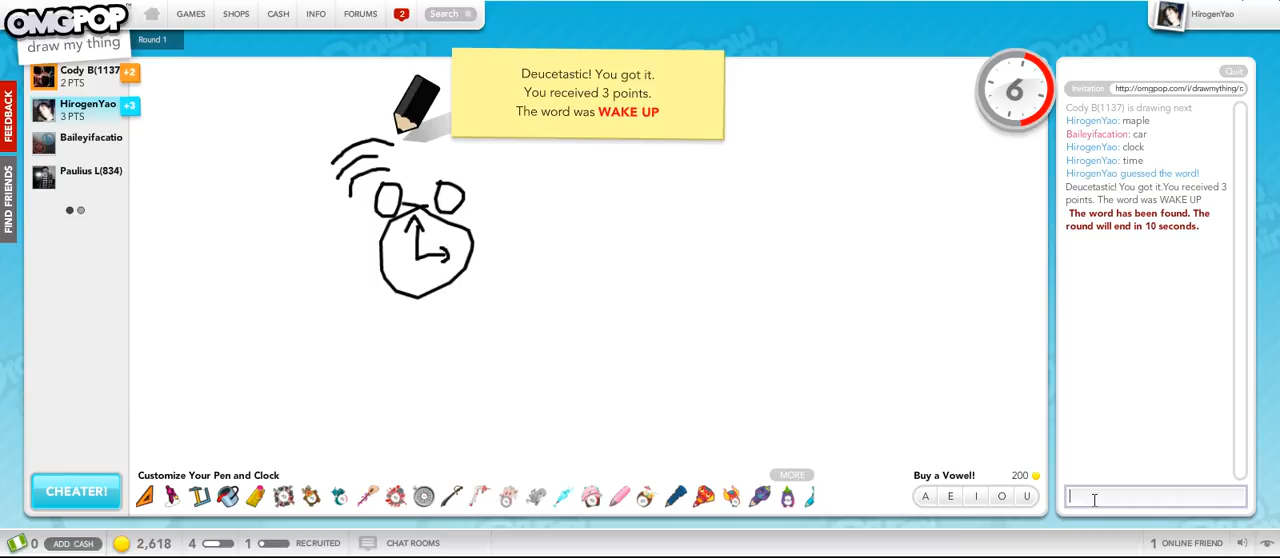 OMGPOP™
draw my thing
GAMES SHOPS CASH INFO FORUMS 2 Search
HirogenYao
Round 1
FEEDBACK
FIND FRIENDS
Cody B(1137 +2
2 PTS
HirogenYao +3
3 PTS
Baileyifacatio
Paulius L(834)
Deucetastic! You got it.
You received 3 points.
The word was WAKE UP
6
Quit
Invitation http://omgpop.com/i/drawmything/
Cody B(1137) is drawing next
HirogenYao: maple
Baileyifacation: car
HirogenYao: clock
HirogenYao: time
HirogenYao guessed the word!
Deucetastic! You got it.You received 3
points. The word was WAKE UP
The word has been found. The
round will end in 10 seconds.
CHEATER!
Customize Your Pen and Clock
MORE
Buy a Vowel! 200
A E I O U
0 ADD CASH 2,618 4 1 RECRUITED CHAT ROOMS 1 ONLINE FRIEND